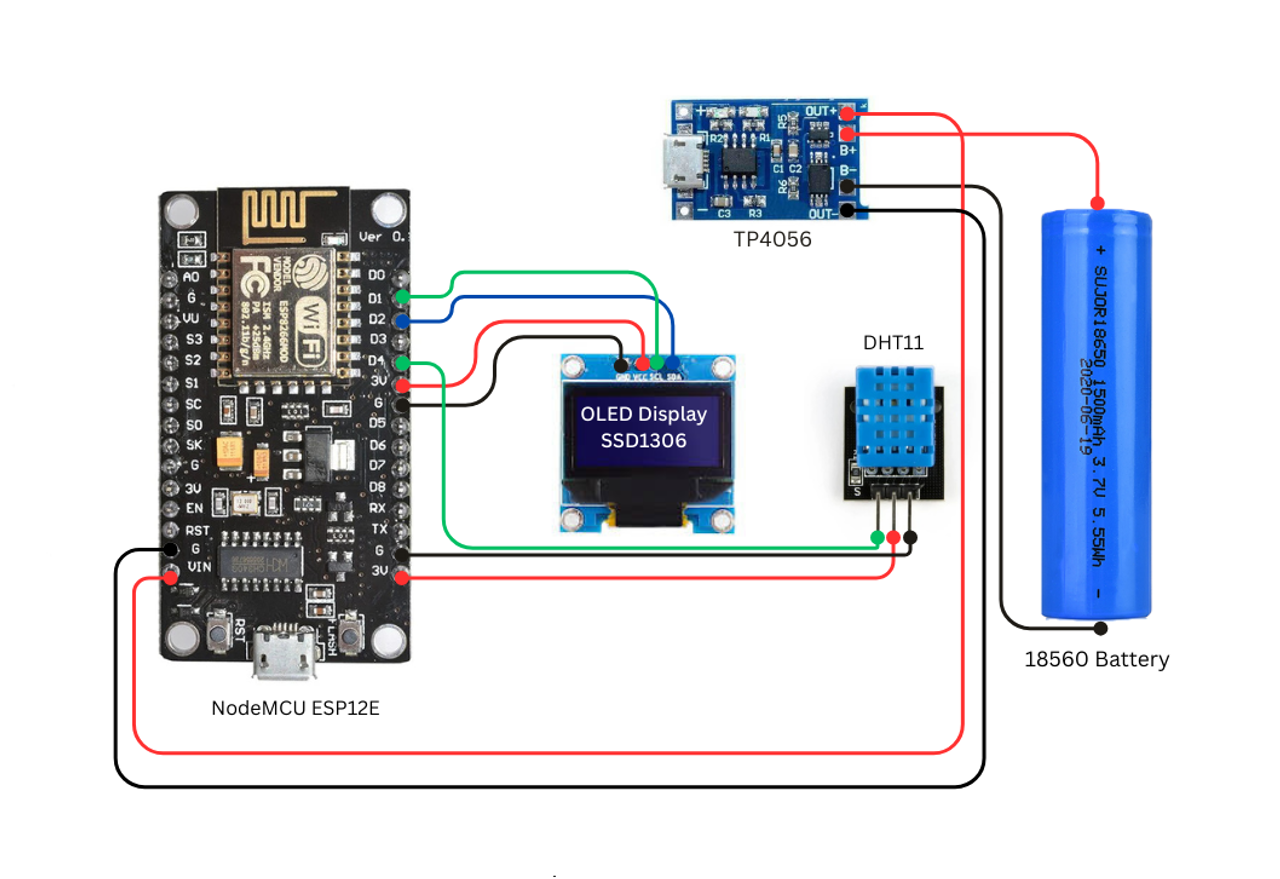 TP4056
+
OUT+
R5
R2
R1
B+
C1
C2
B-
R6
C3
R3
-
OUT-
Ver 0.
MODEL
VENDOR
ESP8266MOD
FC
WiFi
ISM 2.4GHz
PA +25dBm
802.11b/g/n
A0
G
VU
S3
S2
S1
SC
SO
SK
G
3V
EN
RST
G
VIN
D0
D1
D2
D3
D4
3V
G
D5
D6
D7
D8
RX
TX
G
3V
RST
FLASH
NodeMCU ESP12E
GND VCC SCL SDA
OLED Display
SSD1306
DHT11
S
+ SUJOR18650 1500mAh 3.7V 5.55Wh -
2020-06-19
18560 Battery